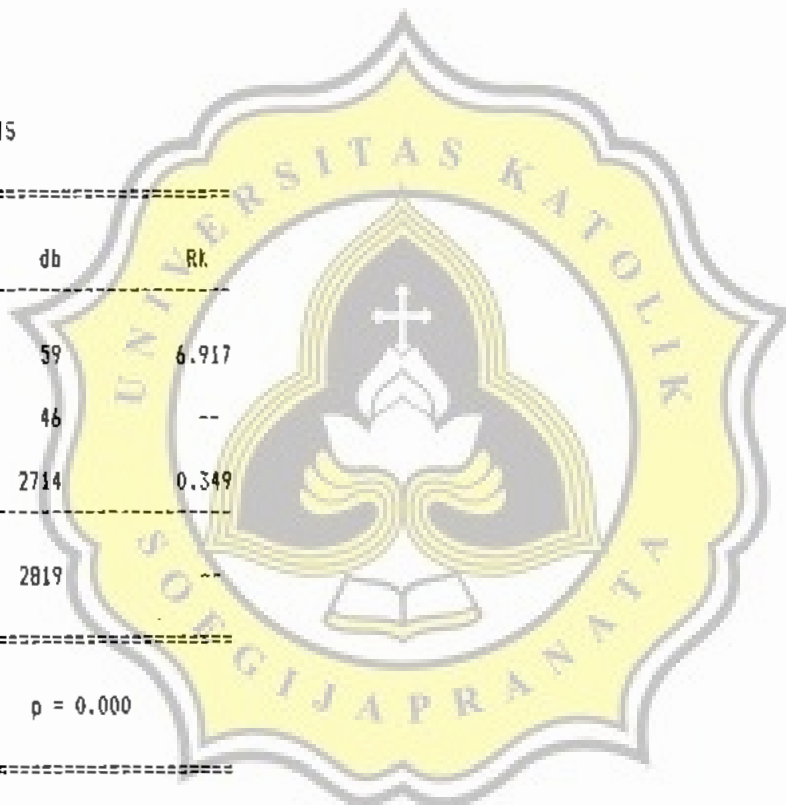 db Rk
59 6.917
46 --
2714 0.349
2819 --
p = 0.000
UNIVERSITAS KATOLIK
SOEGIJAPRANATA